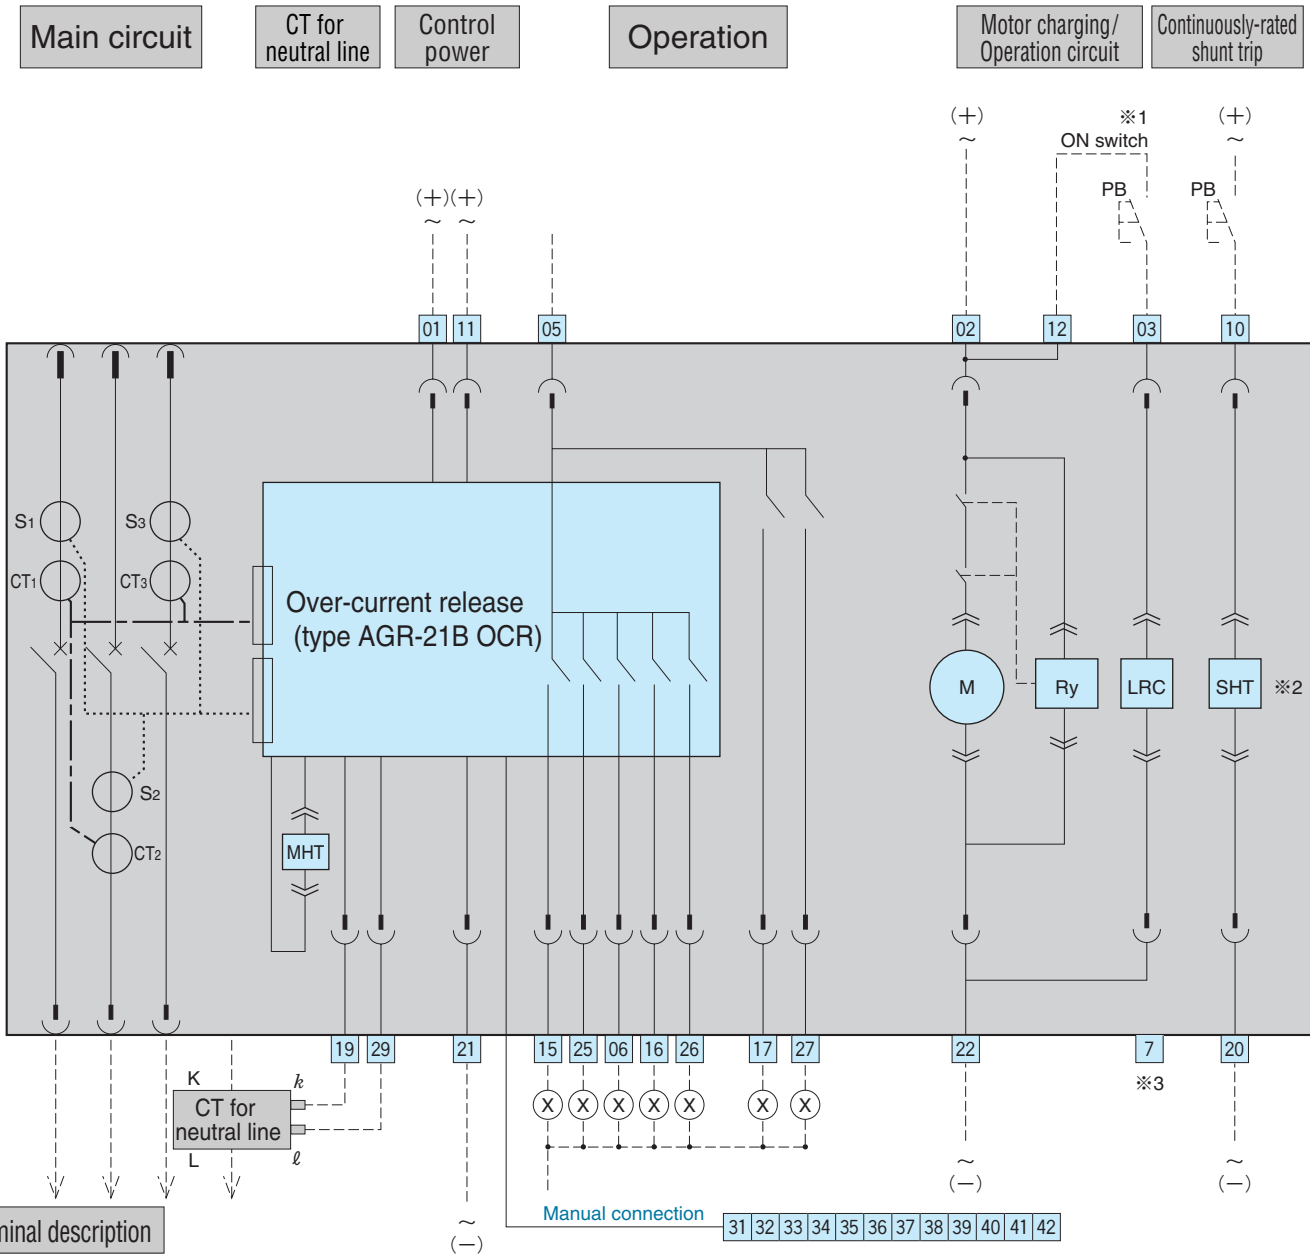 Main circuit
CT for
neutral line
Control
power
Operation
Motor charging/
Operation circuit
Continuously-rated
shunt trip
(+)
~
※1
ON switch
(+)
~
PB
PB
(+)(+)
~ ~
01 11 05 02 12 03 10
S1
S3
CT1
CT3
Over-current release
(type AGR-21B OCR)
M
Ry
LRC
SHT
※2
S2
CT2
MHT
19 29 21 15 25 06 16 26 17 27 22 7 20
※3
K
k
CT for
neutral line
L
ℓ
X X X X X X X
~
(−)
~
(−)
Manual connection
31 32 33 34 35 36 37 38 39 40 41 42
~
(−)
minal description